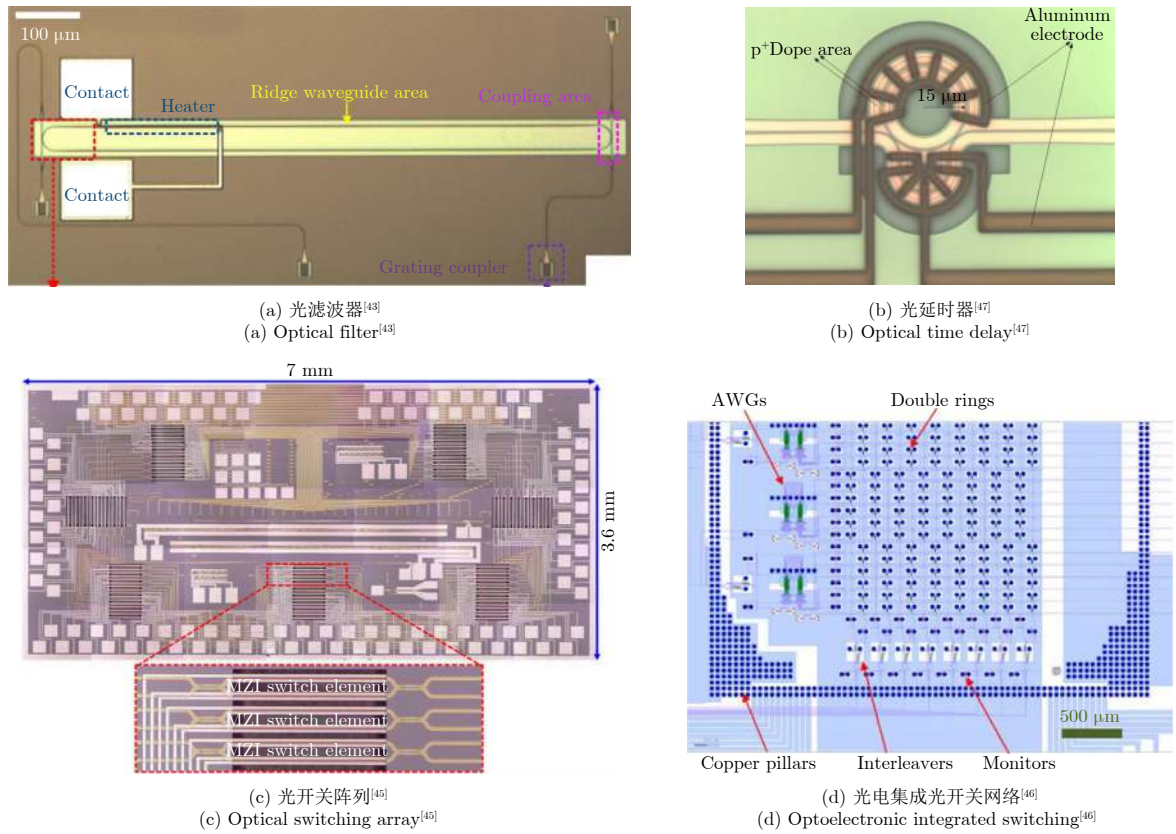 100 μm
Contact
Heater
Ridge waveguide area
Coupling area
Contact
Grating coupler
(a) 光滤波器[43]
(a) Optical filter[43]
Aluminum
electrode
p+Dope area
15 μm
(b) 光延时器[47]
(b) Optical time delay[47]
7 mm
3.6 mm
MZI switch element
MZI switch element
MZI switch element
(c) 光开关阵列[45]
(c) Optical switching array[45]
AWGs
Double rings
500 μm
Copper pillars
Interleavers
Monitors
(d) 光电集成光开关网络[46]
(d) Optoelectronic integrated switching[46]